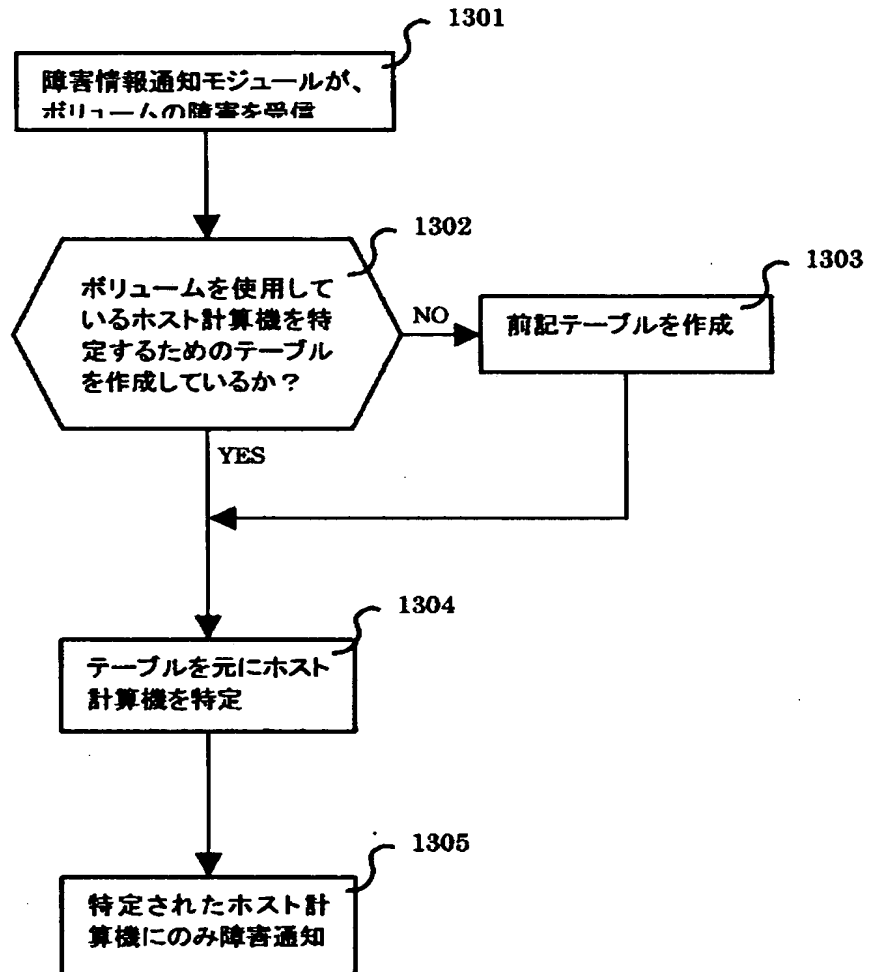 1301
障害情報通知モジュールが、
ボリュームの障害を受信
1302
ボリュームを使用して
いるホスト計算機を特
定するためのテーブル
を作成しているか？
NO
1303
前記テーブルを作成
YES
1304
テーブルを元にホスト
計算機を特定
1305
特定されたホスト計
算機にのみ障害通知